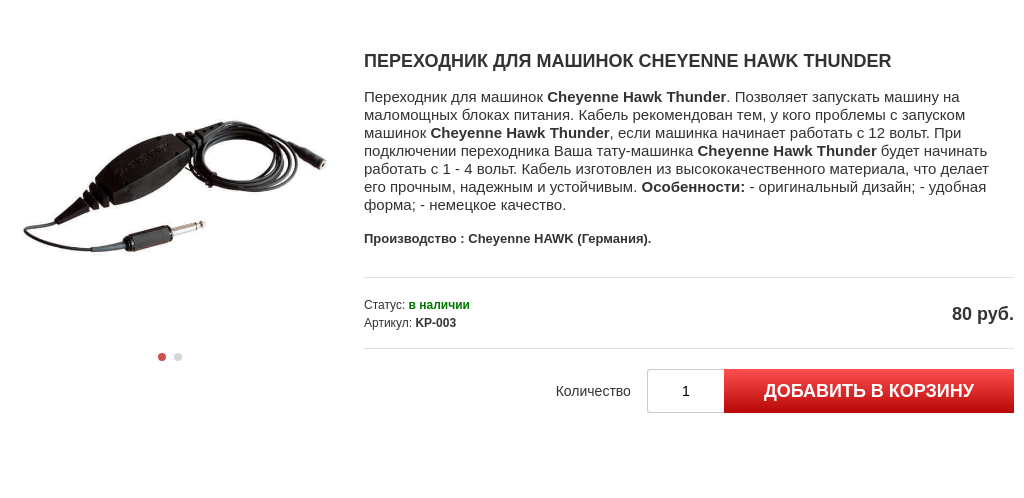 ПЕРЕХОДНИК ДЛЯ МАШИНОК CHEYENNE HAWK THUNDER
Переходник для машинок Cheyenne Hawk Thunder. Позволяет запускать машину на
маломощных блоках питания. Кабель рекомендован тем, у кого проблемы с запуском
машинок Cheyenne Hawk Thunder, если машинка начинает работать с 12 вольт. При
подключении переходника Ваша тату-машинка Cheyenne Hawk Thunder будет начинать
работать с 1 - 4 вольт. Кабель изготовлен из высококачественного материала, что делает
его прочным, надежным и устойчивым. Особенности: - оригинальный дизайн; - удобная
форма; - немецкое качество.
Производство : Cheyenne HAWK (Германия).
Статус: в наличии
Артикул: KP-003
80 руб.
Количество 1 ДОБАВИТЬ В КОРЗИНУ